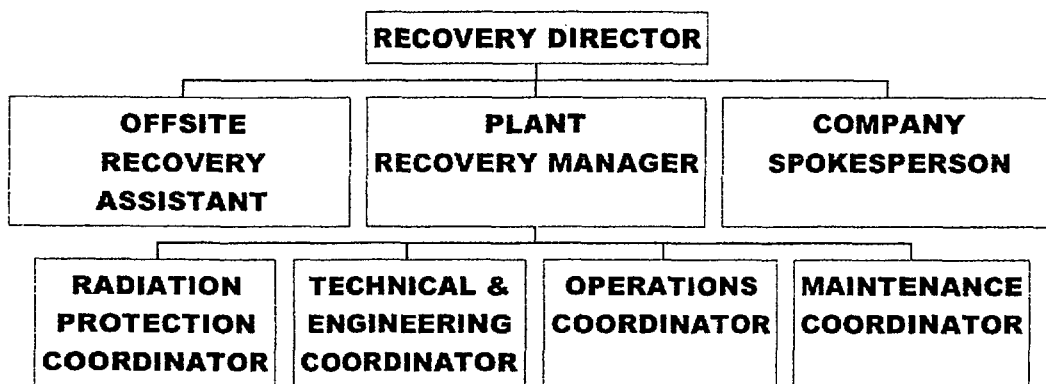 RECOVERY DIRECTOR
OFFSITE
RECOVERY
ASSISTANT
PLANT
RECOVERY MANAGER
COMPANY
SPOKESPERSON
RADIATION
PROTECTION
COORDINATOR
TECHNICAL &
ENGINEERING
COORDINATOR
OPERATIONS
COORDINATOR
MAINTENANCE
COORDINATOR